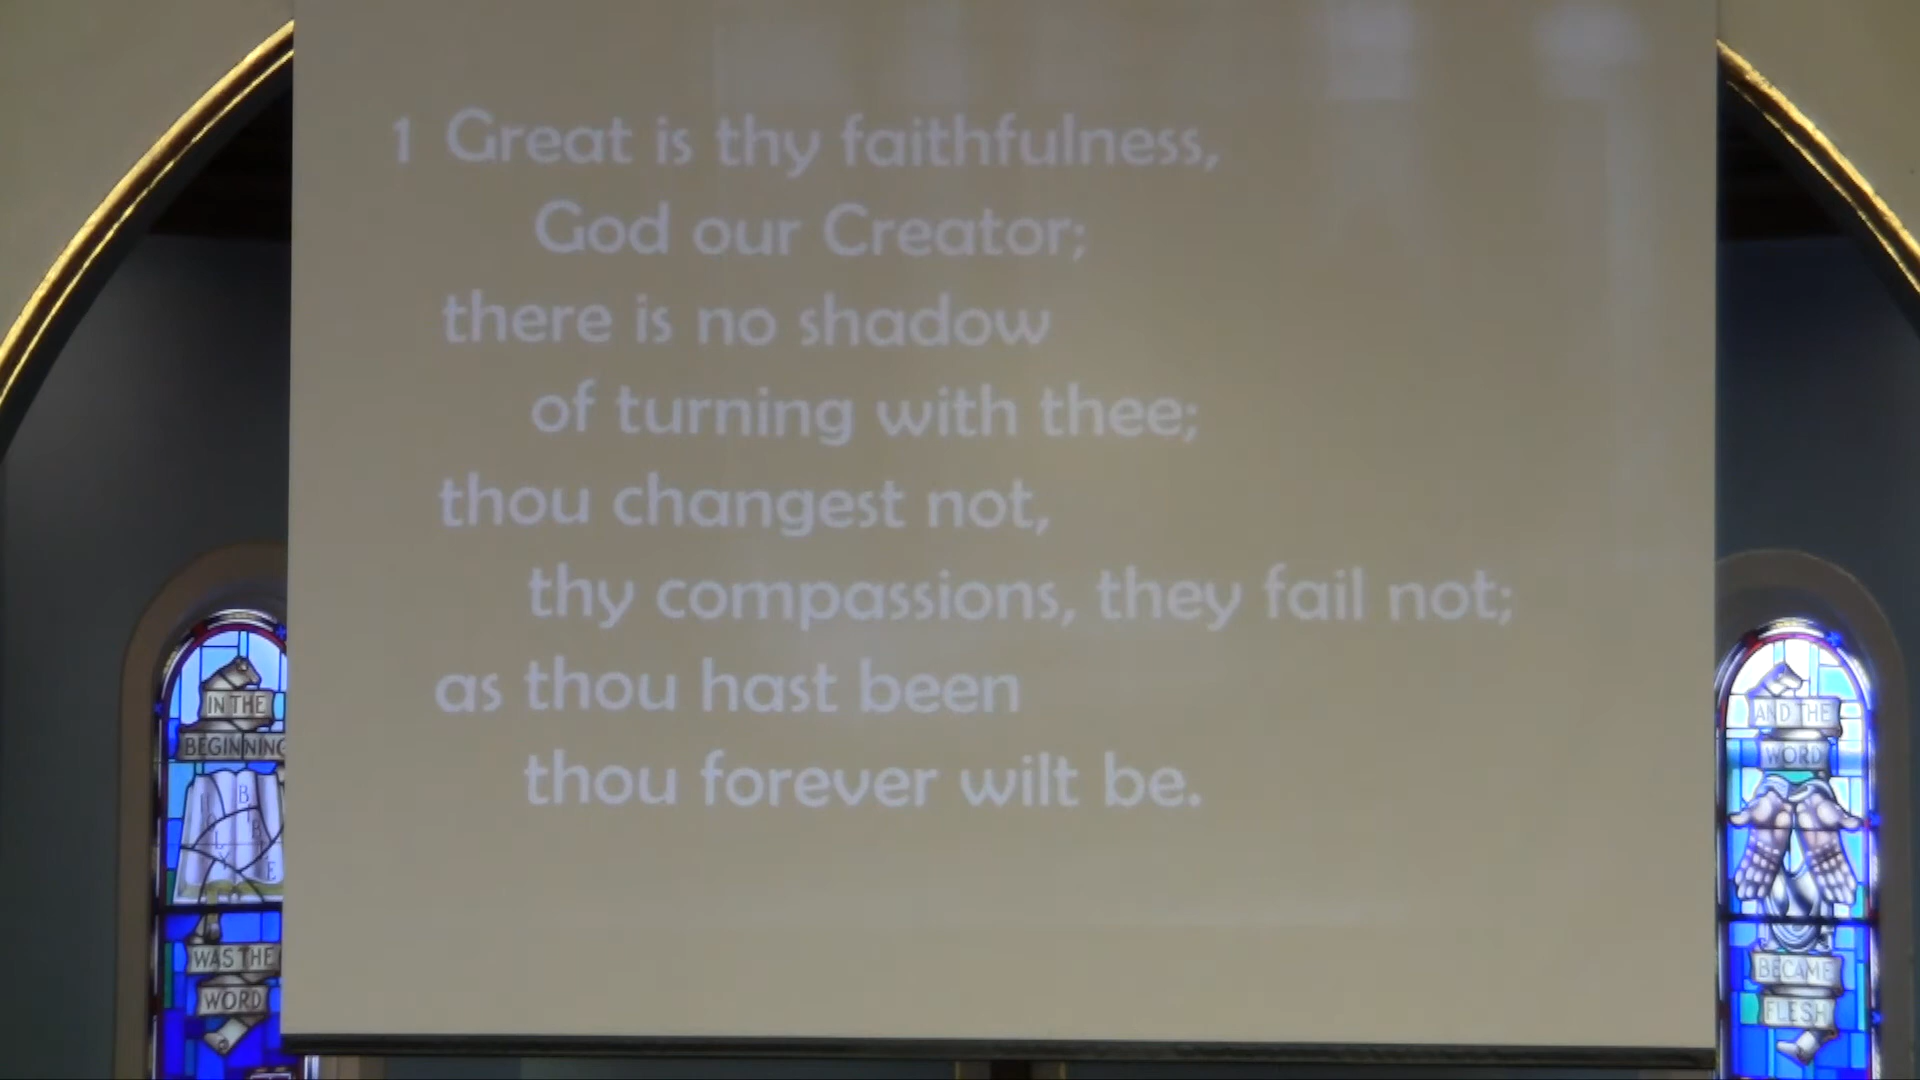 1 Great is thy faithfulness,
God our Creator;
there is no shadow
of turning with thee;
thou changest not,
thy compassions, they fail not;
as thou hast been
thou forever wilt be.
IN THE
BEGINNING
WAS THE
WORD
AND THE
WORD
BECAME
FLESH